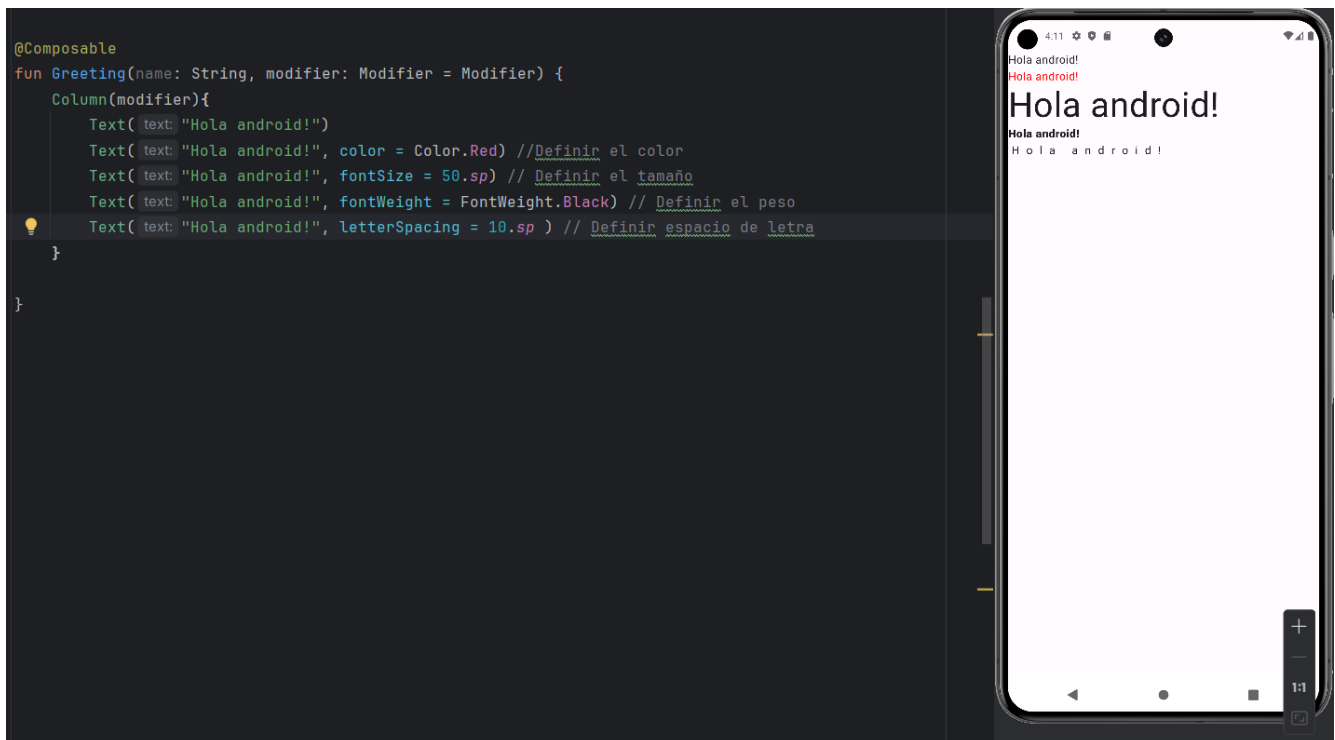 @Composable
fun Greeting(name: String, modifier: Modifier = Modifier) {
Column(modifier){
Text( text: "Hola android!")
Text( text: "Hola android!", color = Color.Red) //Definir el color
Text( text: "Hola android!", fontSize = 50.sp) // Definir el tamaño
Text( text: "Hola android!", fontWeight = FontWeight.Black) // Definir el peso
Text( text: "Hola android!", letterSpacing = 10.sp ) // Definir espacio de letra
}
}
4:11
Hola android!
Hola android!
Hola android!
Hola android!
Hola android!
1:1